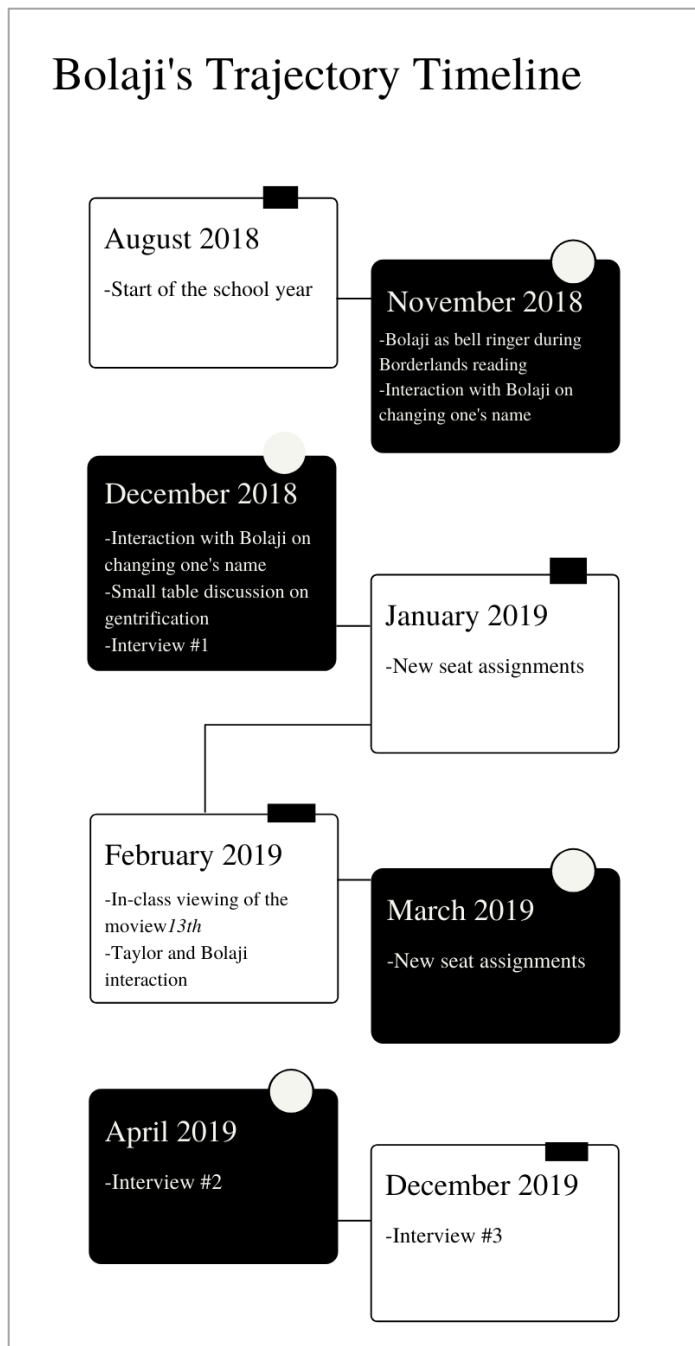 Bolaji's Trajectory Timeline
August 2018
-Start of the school year
November 2018
-Bolaji as bell ringer during
Borderlands reading
-Interaction with Bolaji on
changing one's name
December 2018
-Interaction with Bolaji on
changing one's name
-Small table discussion on
gentrification
-Interview #1
January 2019
-New seat assignments
February 2019
-In-class viewing of the
moview13th
-Taylor and Bolaji
interaction
March 2019
-New seat assignments
April 2019
-Interview #2
December 2019
-Interview #3